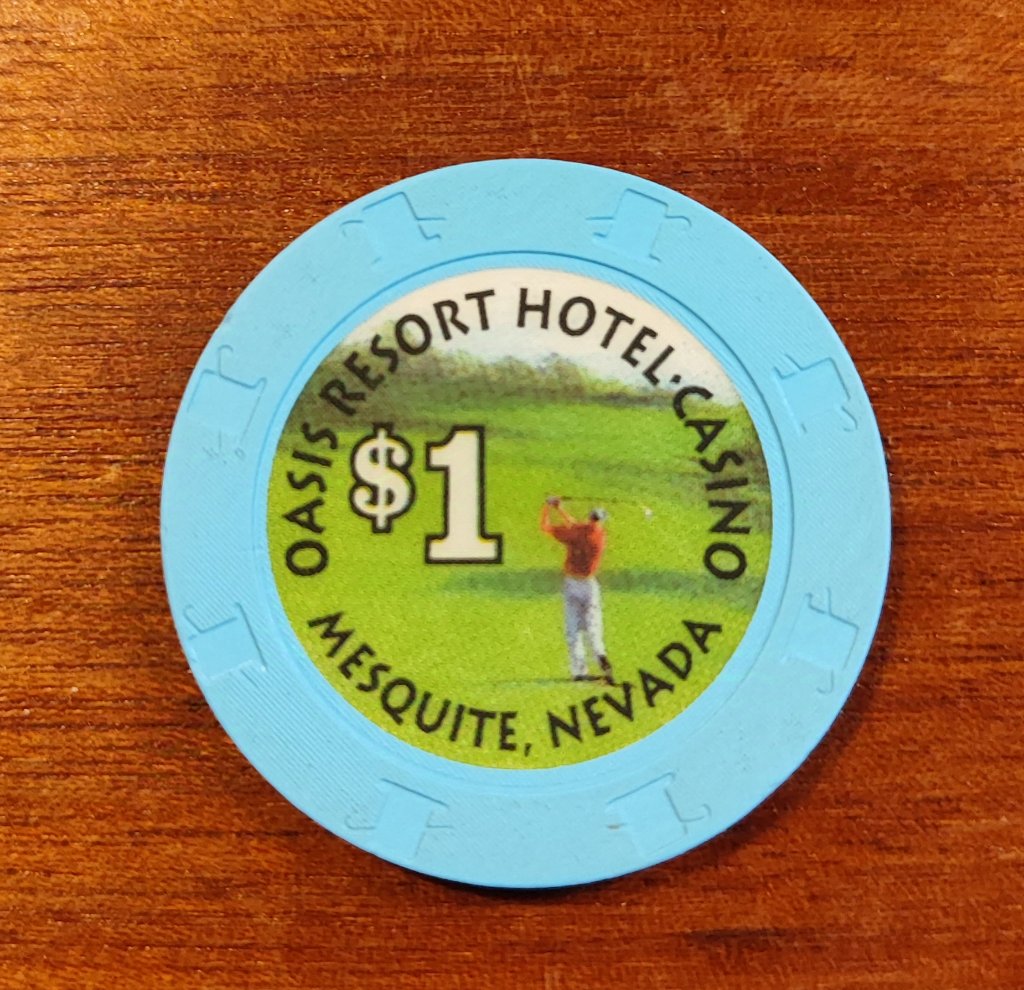 OASIS RESORT HOTEL·CASINO
$1
MESQUITE, NEVADA